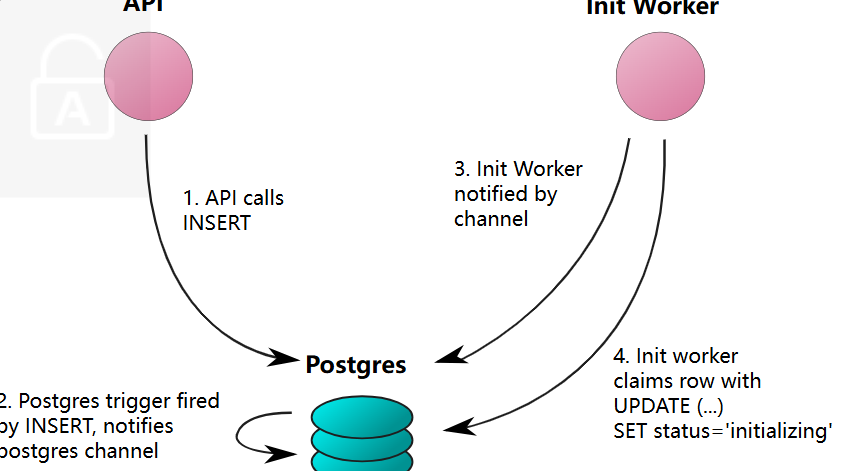 API
Init Worker
1. API calls
INSERT
3. Init Worker
notified by
channel
Postgres
2. Postgres trigger fired
by INSERT, notifies
postgres channel
4. Init worker
claims row with
UPDATE (...)
SET status='initializing'
A